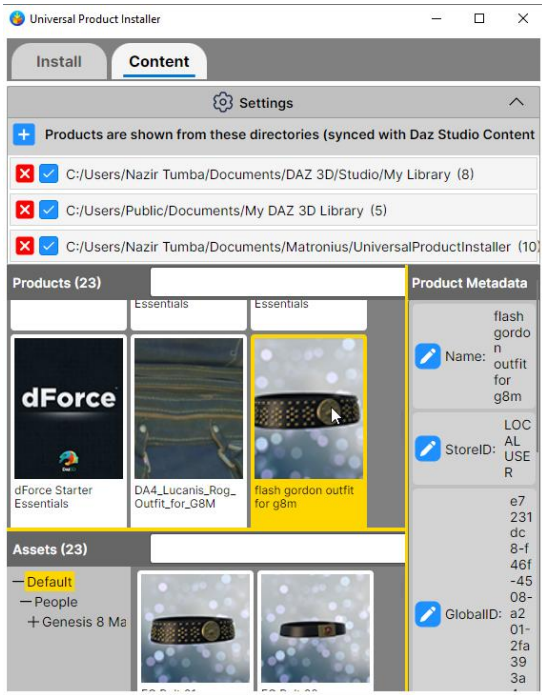 Universal Product Installer
Install
Content
Settings
Products are shown from these directories (synced with Daz Studio Content
C:/Users/Nazir Tumba/Documents/DAZ 3D/Studio/My Library (8)
C:/Users/Public/Documents/My DAZ 3D Library (5)
C:/Users/Nazir Tumba/Documents/Matronius/UniversalProductInstaller (10)
Products (23)
Product Metadata
Essentials
Essentials
dForce
Daz3D
dForce Starter
Essentials
DA4_Lucanis_Rog_
Outfit_for_G8M
flash gordon outfit
for g8m
Name:
flash
gordo
n
outfit
for
g8m
StoreID:
LOC
AL
USE
R
GlobalID:
e7
231
dc
8-f
46f
-45
08-
a2
01-
2fa
39
3a
Assets (23)
Default
People
Genesis 8 Ma